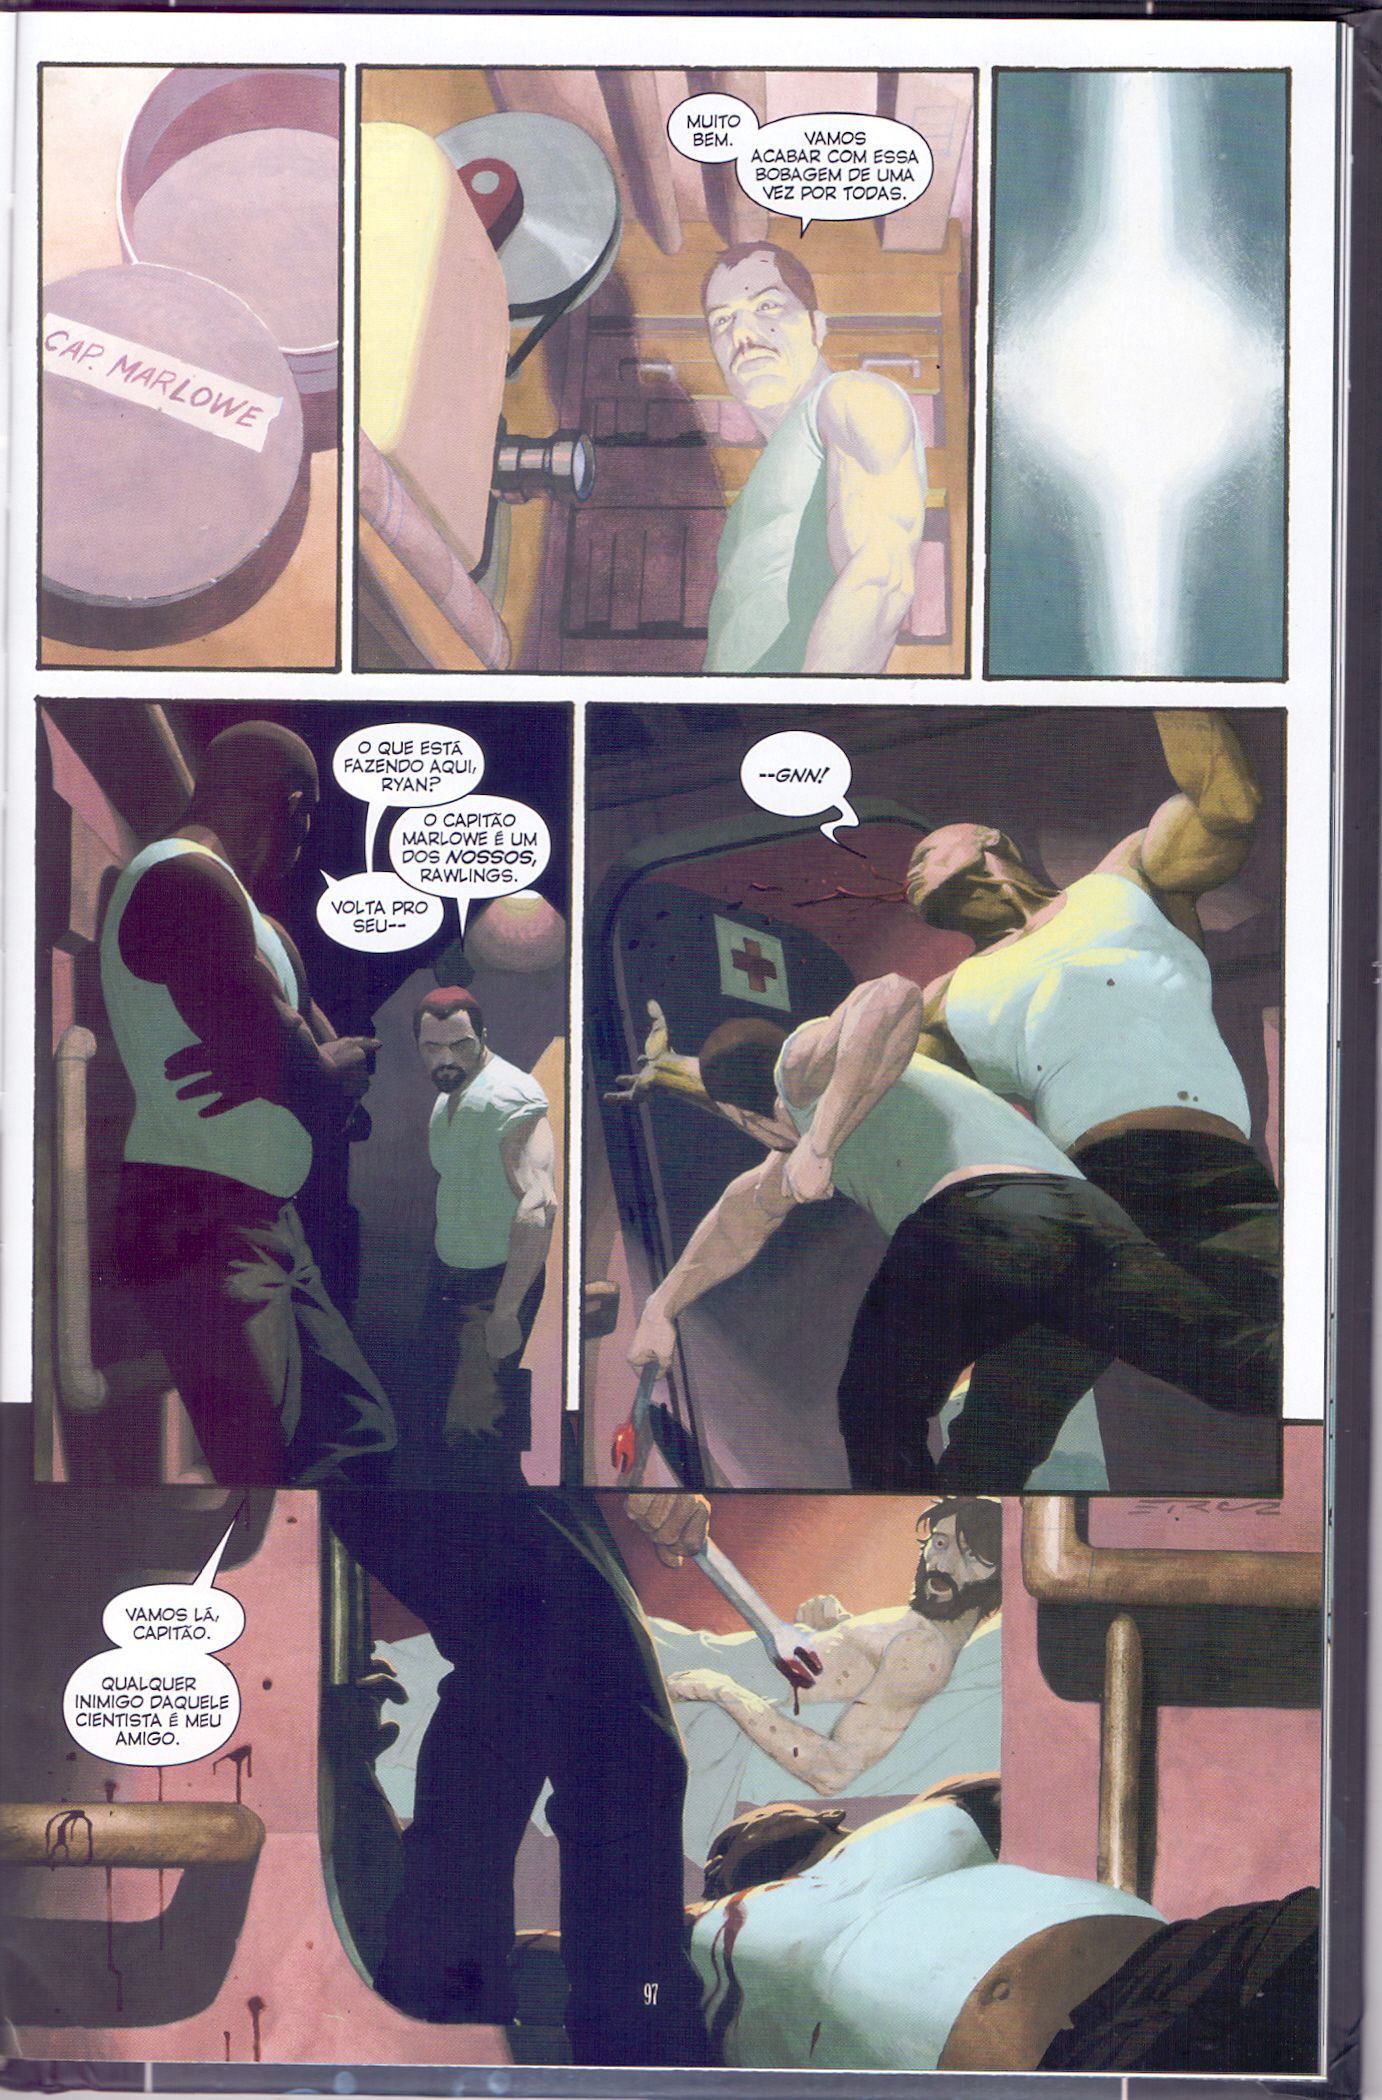 CAP. MARLOWE
MUITO
BEM.
VAMOS
ACABAR COM ESSA
BOBAGEM DE UMA
VEZ POR TODAS.
O QUE ESTÁ
FAZENDO AQUI,
RYAN?
O CAPITÃO
MARLOWE É UM
DOS NOSSOS,
RAWLINGS.
VOLTA PRO
SEU--
--GNN!
VAMOS LÁ,
CAPITÃO.
QUALQUER
INIMIGO DAQUELE
CIENTISTA É MEU
AMIGO.
97